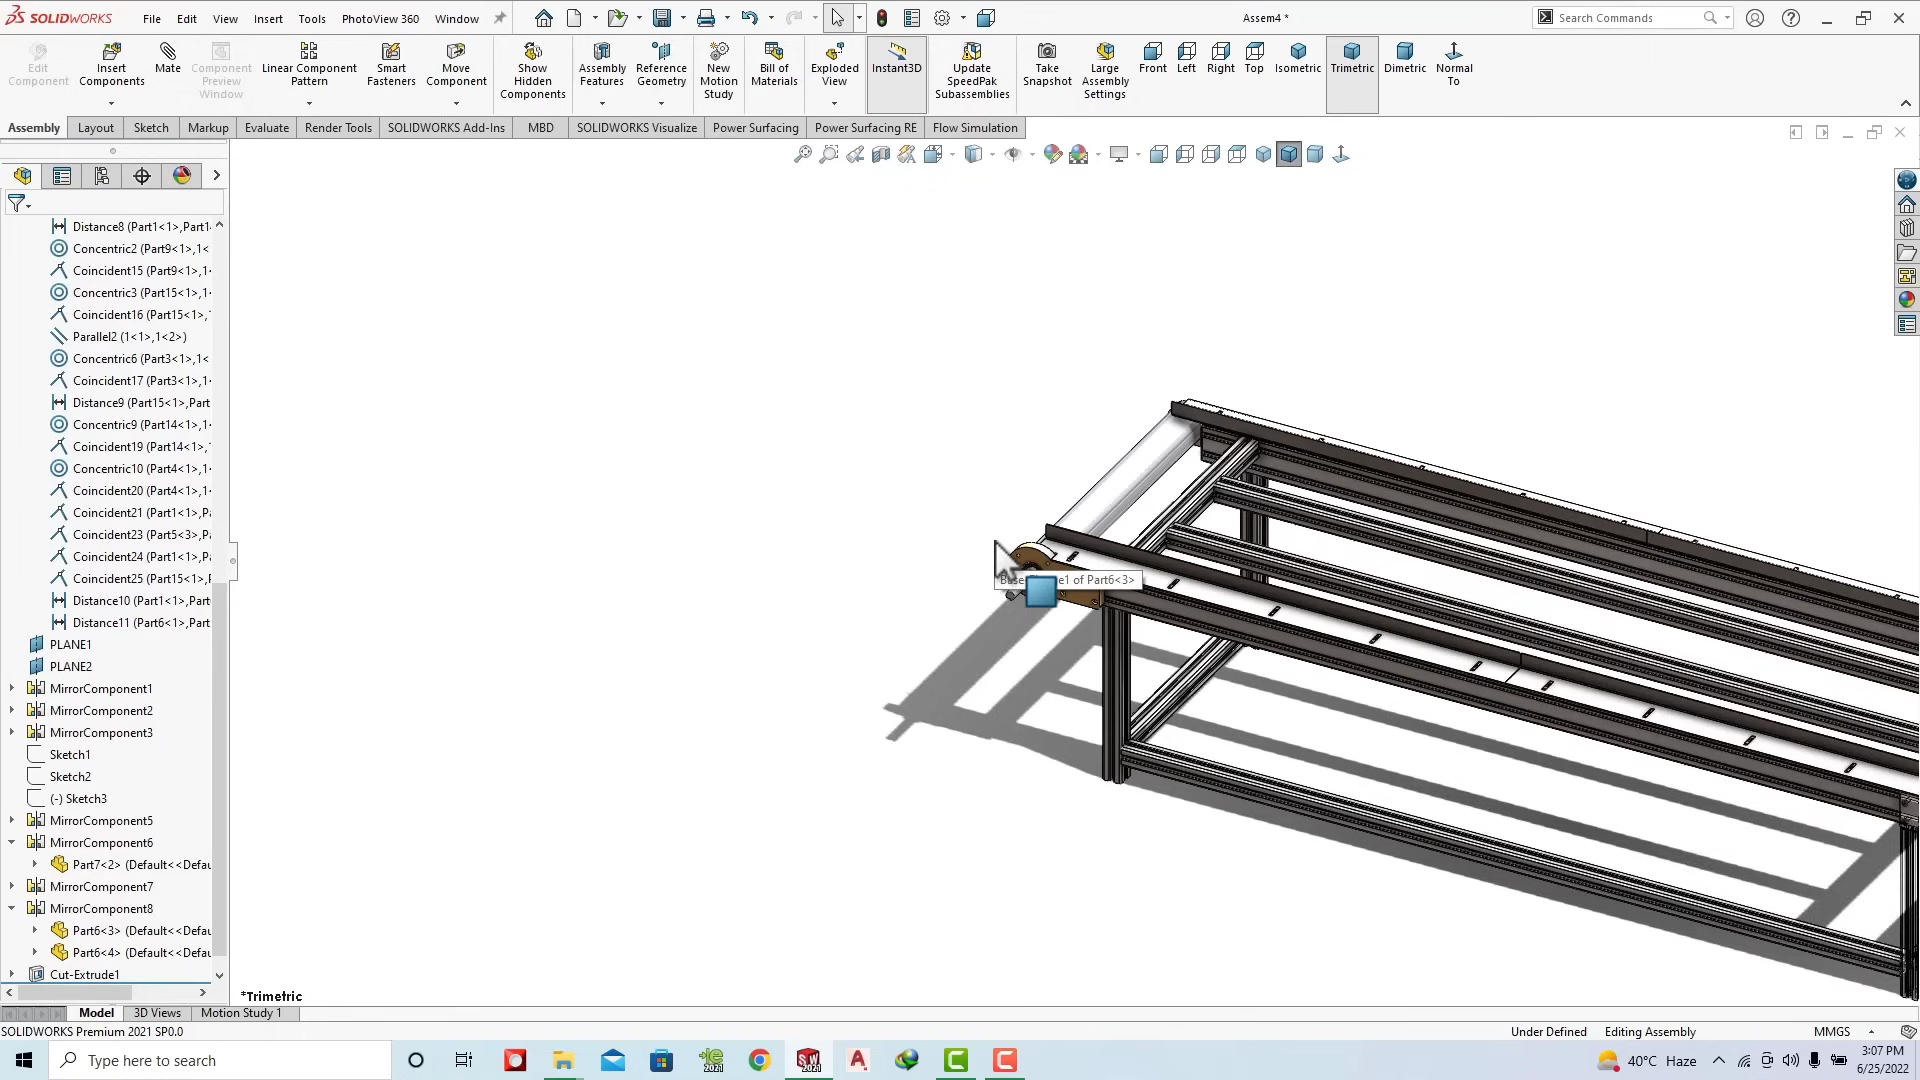 SOLIDWORKS
File Edit View Insert Tools PhotoView 360 Window
Assem4 *
Search Commands
Edit Component
Insert Components
Mate
Component Preview Window
Linear Component Pattern
Smart Fasteners
Move Component
Show Hidden Components
Assembly Features
Reference Geometry
New Motion Study
Bill of Materials
Exploded View
Instant3D
Update SpeedPak Subassemblies
Take Snapshot
Large Assembly Settings
Front
Left
Right
Top
Isometric
Trimetric
Dimetric
Normal To
Assembly Layout Sketch Markup Evaluate Render Tools SOLIDWORKS Add-Ins MBD SOLIDWORKS Visualize Power Surfacing Power Surfacing RE Flow Simulation
Distance8 (Part1<1>,Part1
Concentric2 (Part9<1>,1<
Coincident15 (Part9<1>,1
Concentric3 (Part15<1>,1
Coincident16 (Part15<1>,
Parallel2 (1<1>,1<2>)
Concentric6 (Part3<1>,1<
Coincident17 (Part3<1>,1
Distance9 (Part15<1>,Part
Concentric9 (Part14<1>,1
Coincident19 (Part14<1>,
Concentric10 (Part4<1>,1
Coincident20 (Part4<1>,1
Coincident21 (Part1<1>,P
Coincident23 (Part5<3>,P
Coincident24 (Part1<1>,P
Coincident25 (Part15<1>,
Distance10 (Part1<1>,Part
Distance11 (Part6<1>,Part
PLANE1
PLANE2
MirrorComponent1
MirrorComponent2
MirrorComponent3
Sketch1
Sketch2
(-) Sketch3
MirrorComponent5
MirrorComponent6
Part7<2> (Default<<Defau
MirrorComponent7
MirrorComponent8
Part6<3> (Default<<Defau
Part6<4> (Default<<Defau
Cut-Extrude1
1 of Part6<3>
*Trimetric
Model 3D Views Motion Study 1
SOLIDWORKS Premium 2021 SP0.0
Under Defined Editing Assembly MMGS
Type here to search
2021
2021
40°C Haze
3:07 PM
6/25/2022